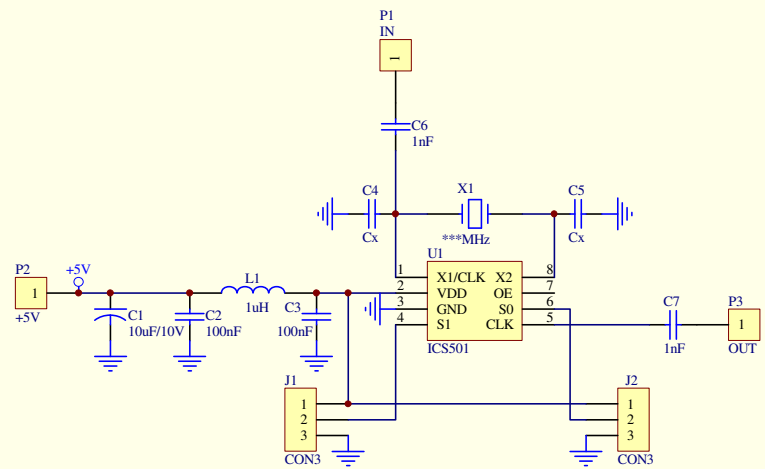 P1
IN
1
C6
1nF
C4
Cx
X1
***MHz
C5
Cx
U1
1 X1/CLK X2 8
2 VDD OE 7
3 GND S0 6
4 S1 CLK 5
ICS501
P2
1
+5V
+5V
C1
10uF/10V
C2
100nF
L1
1uH
C3
100nF
C7
1nF
P3
1
OUT
J1
1
2
3
CON3
J2
1
2
3
CON3